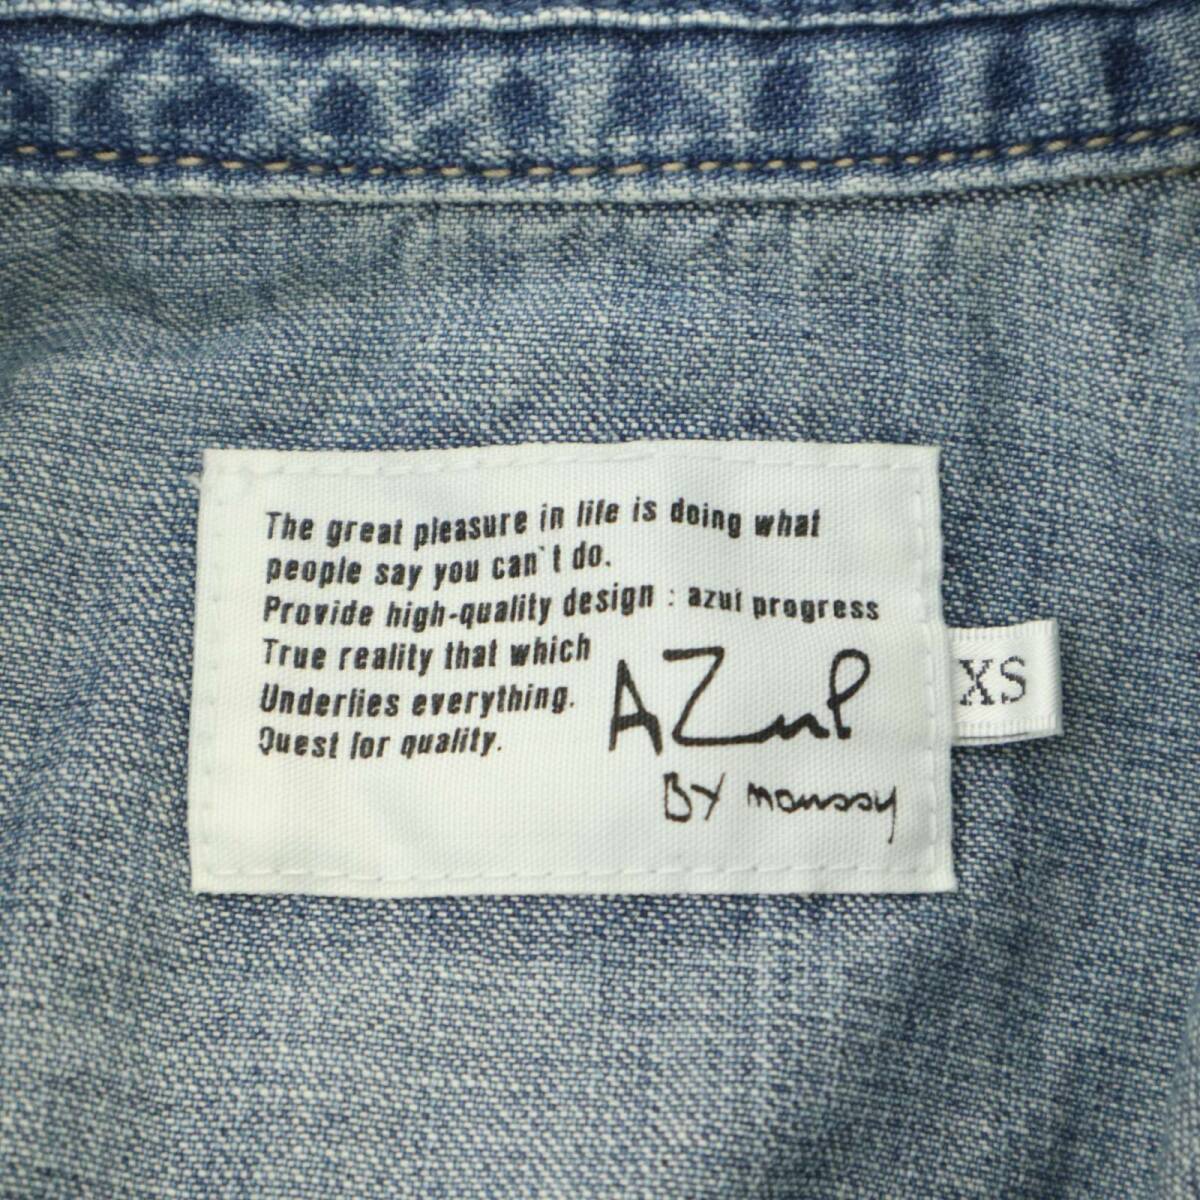 The great pleasure in life is doing what
people say you can't do.
Provide high-quality design : azul progress
True reality that which
Underlies everything.
Quest for quality.
AZUL
BY moussy
XS